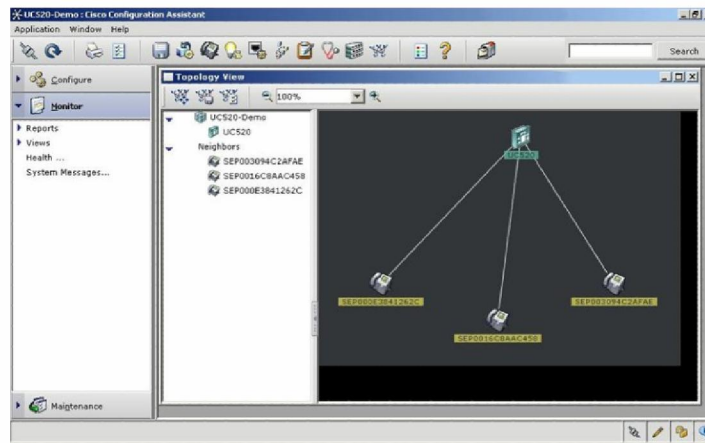 UC520-Demo : Cisco Configuration Assistant
Application Window Help
Search
Configure
Monitor
Reports
Views
Health ...
System Messages...
Maintenance
Topology View
100%
UC520-Demo
UC520
Neighbors
SEP003094C2AFAE
SEP0016C8AAC458
SEP000E3841262C
UC520
SEP000E3841262C
SEP003094C2AFAE
SEP0016C8AAC458